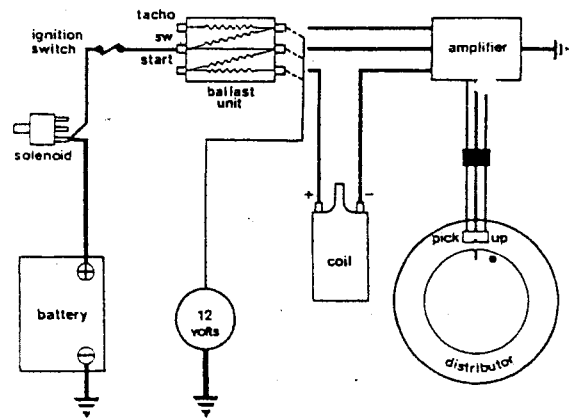 tacho
ignition
switch
sw
start
ballast
unit
amplifier
solenoid
+
−
pick up
coil
battery
12
volts
distributor